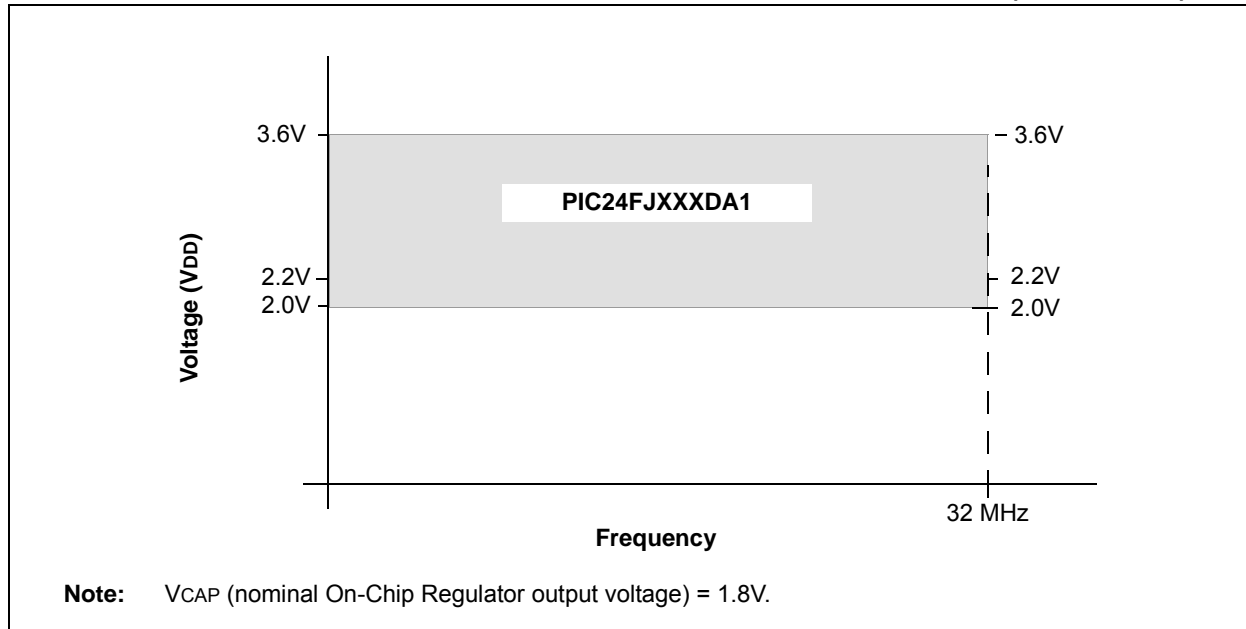 3.6V
3.6V
PIC24FJXXXDA1
Voltage (VDD)
2.2V
2.2V
2.0V
2.0V
32 MHz
Frequency
Note: VCAP (nominal On-Chip Regulator output voltage) = 1.8V.